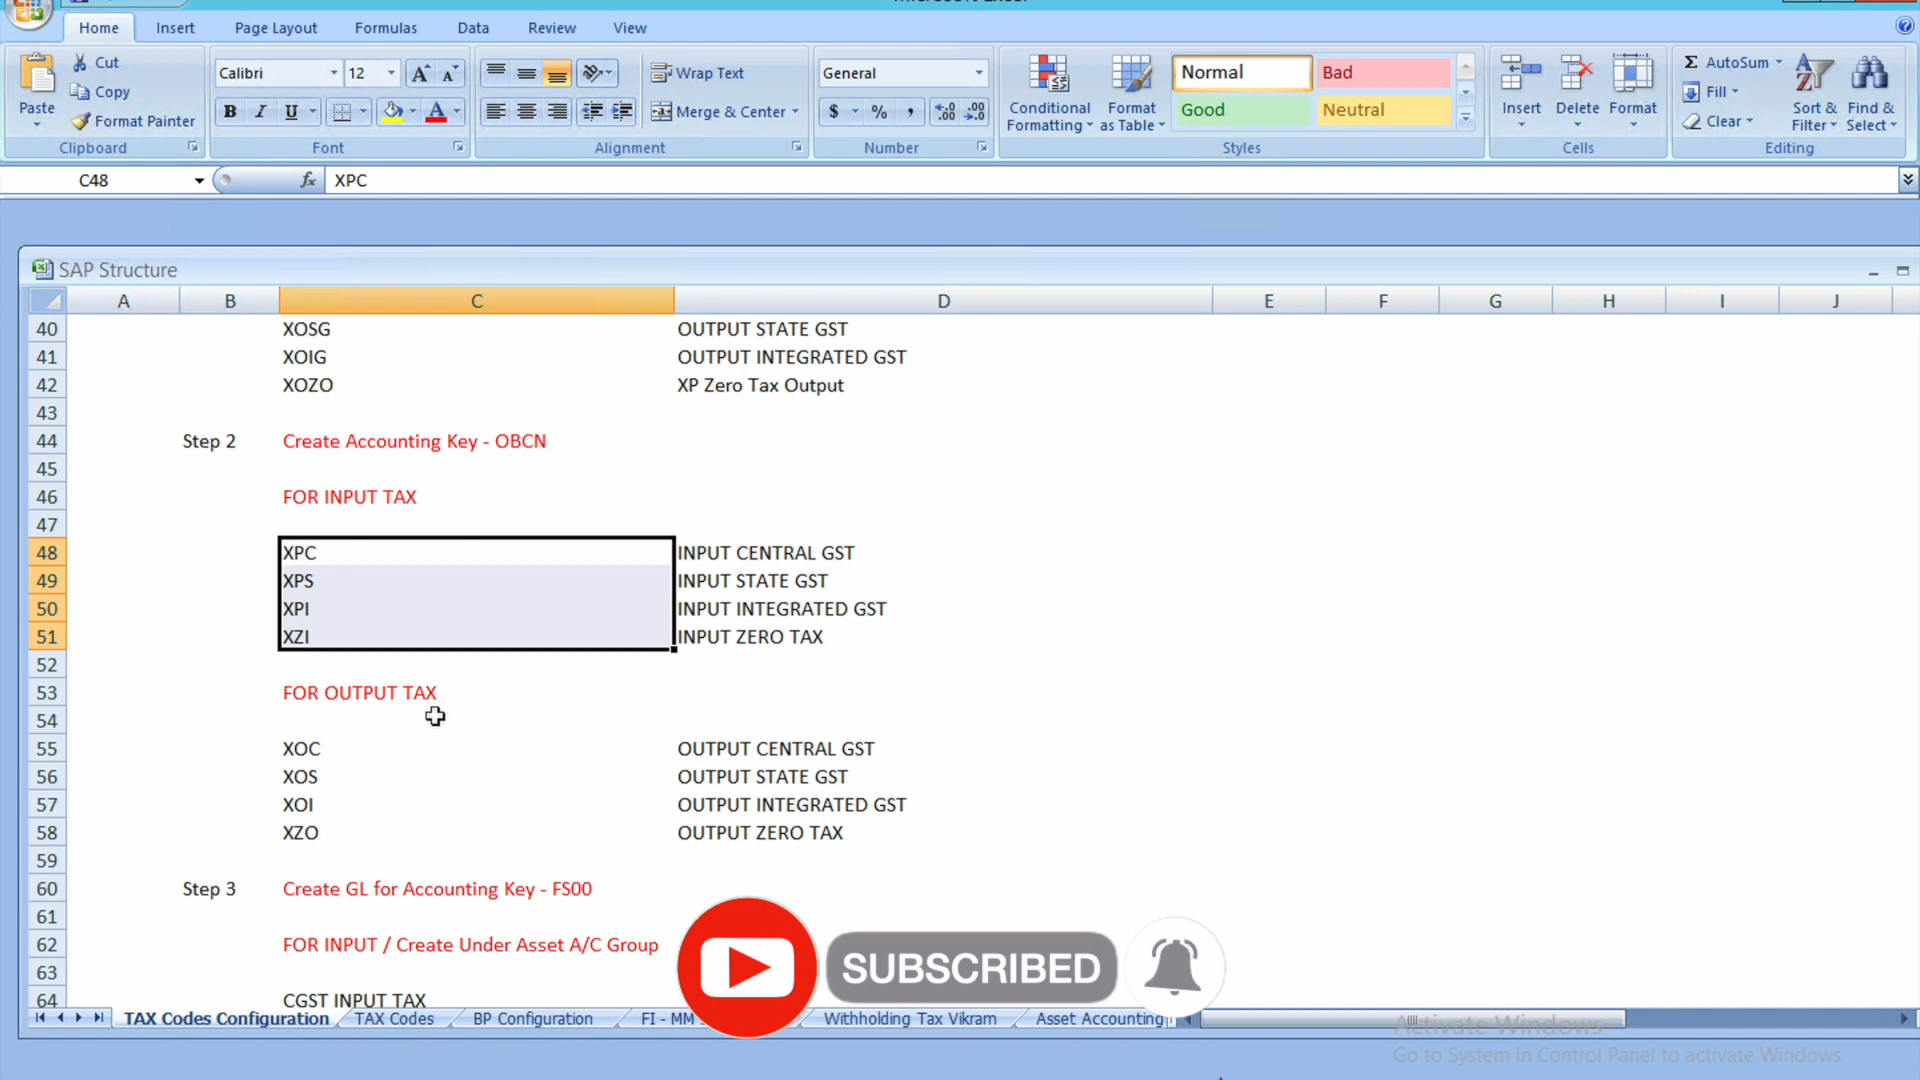 Microsoft Excel
Home Insert Page Layout Formulas Data Review View
Paste
Cut
Copy
Format Painter
Clipboard
Calibri 12
B I U
Font
Wrap Text
Merge & Center
Alignment
General
$ % ,
Number
Conditional Formatting
Format as Table
Normal Bad
Good Neutral
Styles
Insert Delete Format
Cells
Σ AutoSum
Fill
Clear
Sort & Filter
Find & Select
Editing
C48 fx XPC
SAP Structure
A B C D E F G H I J
40 XOSG OUTPUT STATE GST
41 XOIG OUTPUT INTEGRATED GST
42 XOZO XP Zero Tax Output
43
44 Step 2 Create Accounting Key - OBCN
45
46 FOR INPUT TAX
47
48 XPC INPUT CENTRAL GST
49 XPS INPUT STATE GST
50 XPI INPUT INTEGRATED GST
51 XZI INPUT ZERO TAX
52
53 FOR OUTPUT TAX
54
55 XOC OUTPUT CENTRAL GST
56 XOS OUTPUT STATE GST
57 XOI OUTPUT INTEGRATED GST
58 XZO OUTPUT ZERO TAX
59
60 Step 3 Create GL for Accounting Key - FS00
61
62 FOR INPUT / Create Under Asset A/C Group
63
64 CGST INPUT TAX
SUBSCRIBED
TAX Codes Configuration TAX Codes BP Configuration FI - MM Withholding Tax Vikram Asset Accounting
Activate Windows
Go to System in Control Panel to activate Windows.